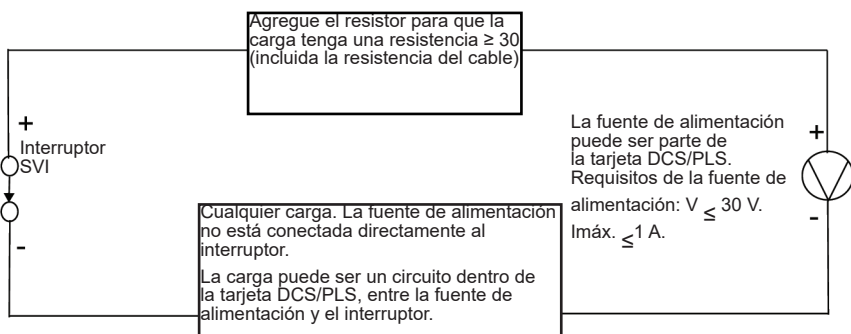 Agregue el resistor para que la
carga tenga una resistencia ≥ 30
(incluida la resistencia del cable)
+
Interruptor
SVI
-
La fuente de alimentación
puede ser parte de
la tarjeta DCS/PLS.
Requisitos de la fuente de
alimentación: V ≤ 30 V.
Imáx. ≤1 A.
+
V
-
Cualquier carga. La fuente de alimentación
no está conectada directamente al
interruptor.
La carga puede ser un circuito dentro de
la tarjeta DCS/PLS, entre la fuente de
alimentación y el interruptor.